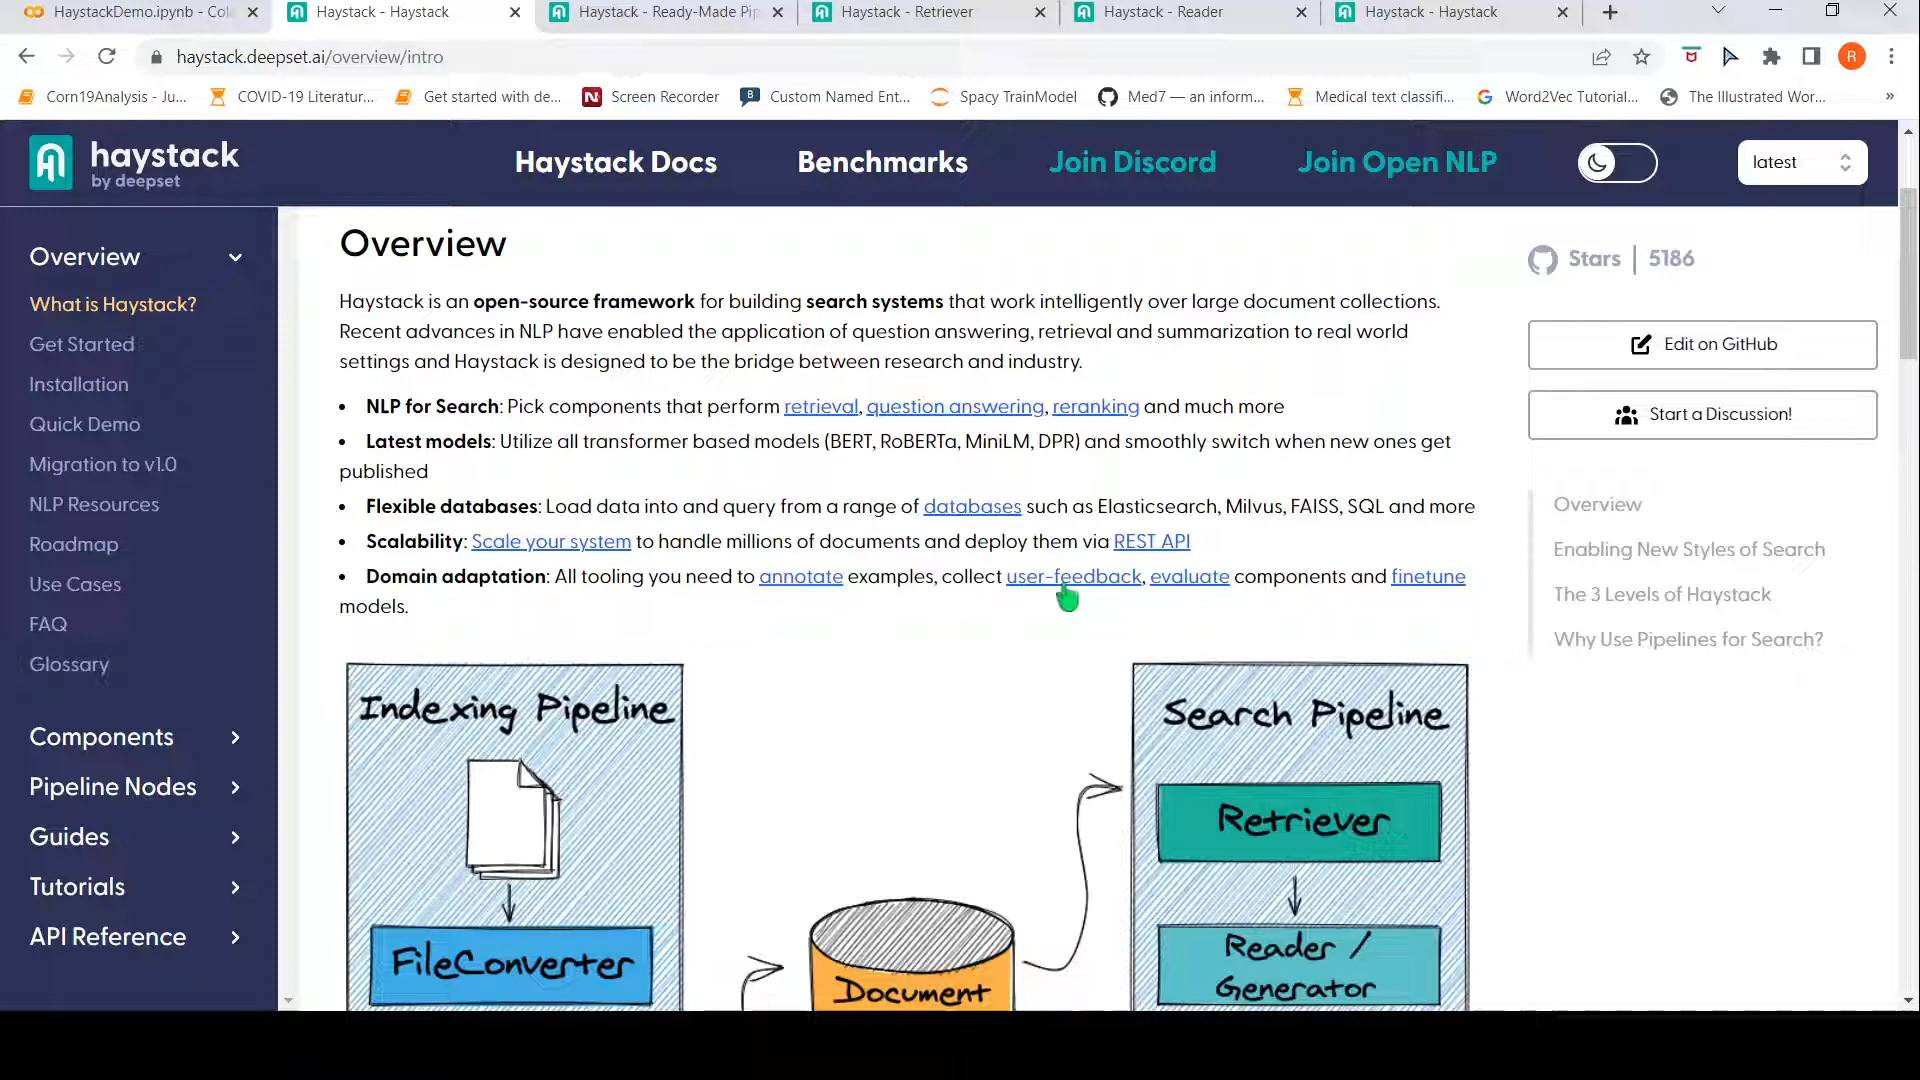 HaystackDemo.ipynb - Col
Haystack - Haystack
Haystack - Ready-Made Pip
Haystack - Retriever
Haystack - Reader
Haystack - Haystack
haystack.deepset.ai/overview/intro
R
Corn19Analysis - Ju...
COVID-19 Literatur...
Get started with de...
N
Screen Recorder
B
Custom Named Ent...
Spacy TrainModel
Med7 — an inform...
Medical text classifi...
Word2Vec Tutorial...
The Illustrated Wor...
»
haystack
by deepset
Haystack Docs
Benchmarks
Join Discord
Join Open NLP
latest
Overview
What is Haystack?
Get Started
Installation
Quick Demo
Migration to v1.0
NLP Resources
Roadmap
Use Cases
FAQ
Glossary
Components
Pipeline Nodes
Guides
Tutorials
API Reference
Overview
Haystack is an open-source framework for building search systems that work intelligently over large document collections.
Recent advances in NLP have enabled the application of question answering, retrieval and summarization to real world
settings and Haystack is designed to be the bridge between research and industry.
• NLP for Search: Pick components that perform retrieval, question answering, reranking and much more
• Latest models: Utilize all transformer based models (BERT, RoBERTa, MiniLM, DPR) and smoothly switch when new ones get
published
• Flexible databases: Load data into and query from a range of databases such as Elasticsearch, Milvus, FAISS, SQL and more
• Scalability: Scale your system to handle millions of documents and deploy them via REST API
• Domain adaptation: All tooling you need to annotate examples, collect user-feedback, evaluate components and finetune
models.
Indexing Pipeline
FileConverter
Document
Search Pipeline
Retriever
Reader /
Generator
Stars | 5186
Edit on GitHub
Start a Discussion!
Overview
Enabling New Styles of Search
The 3 Levels of Haystack
Why Use Pipelines for Search?